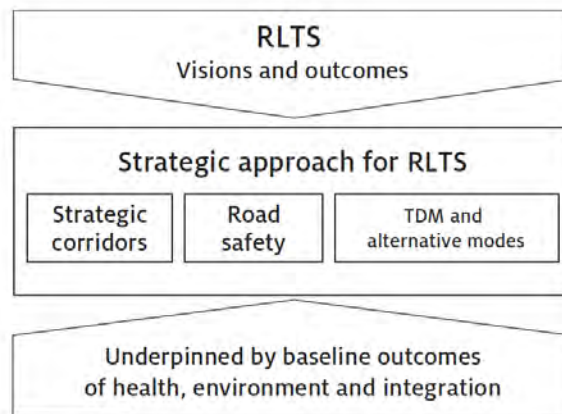 RLTS
Visions and outcomes
Strategic approach for RLTS
Strategic
corridors
Road
safety
TDM and
alternative modes
Underpinned by baseline outcomes
of health, environment and integration